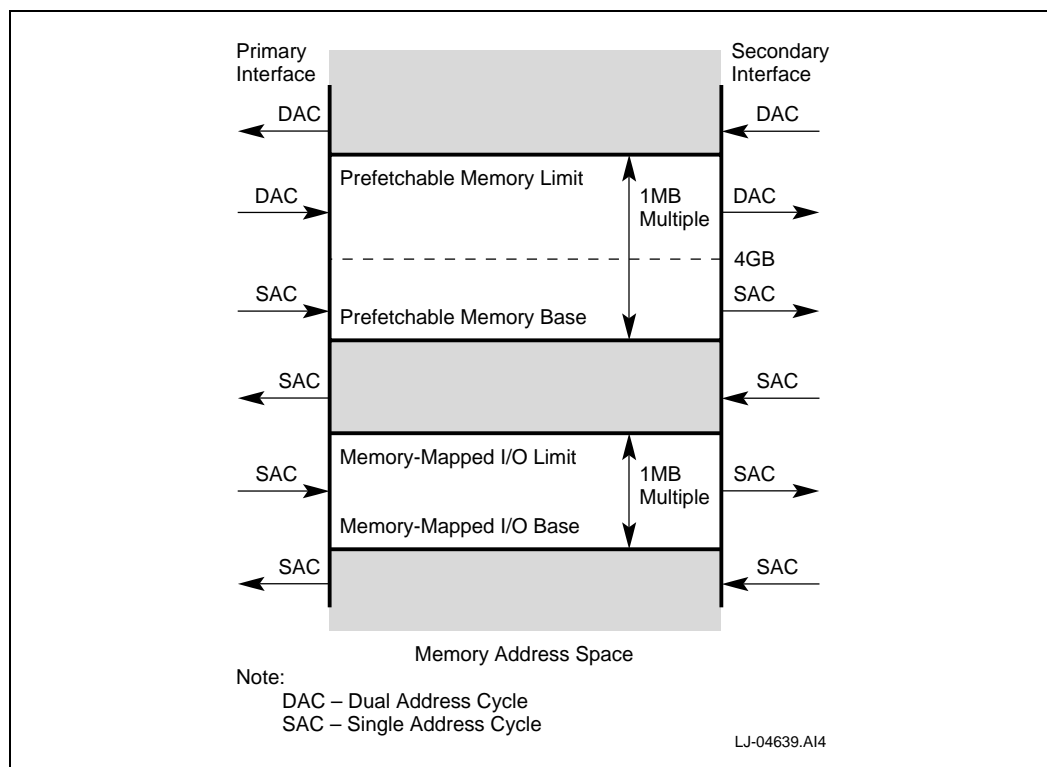 Primary
Interface
Secondary
Interface
DAC
DAC
Prefetchable Memory Limit
1MB
Multiple
DAC
DAC
4GB
SAC
SAC
Prefetchable Memory Base
SAC
SAC
Memory-Mapped I/O Limit
SAC
1MB
Multiple
SAC
Memory-Mapped I/O Base
SAC
SAC
Memory Address Space
Note:
DAC – Dual Address Cycle
SAC – Single Address Cycle
LJ-04639.AI4